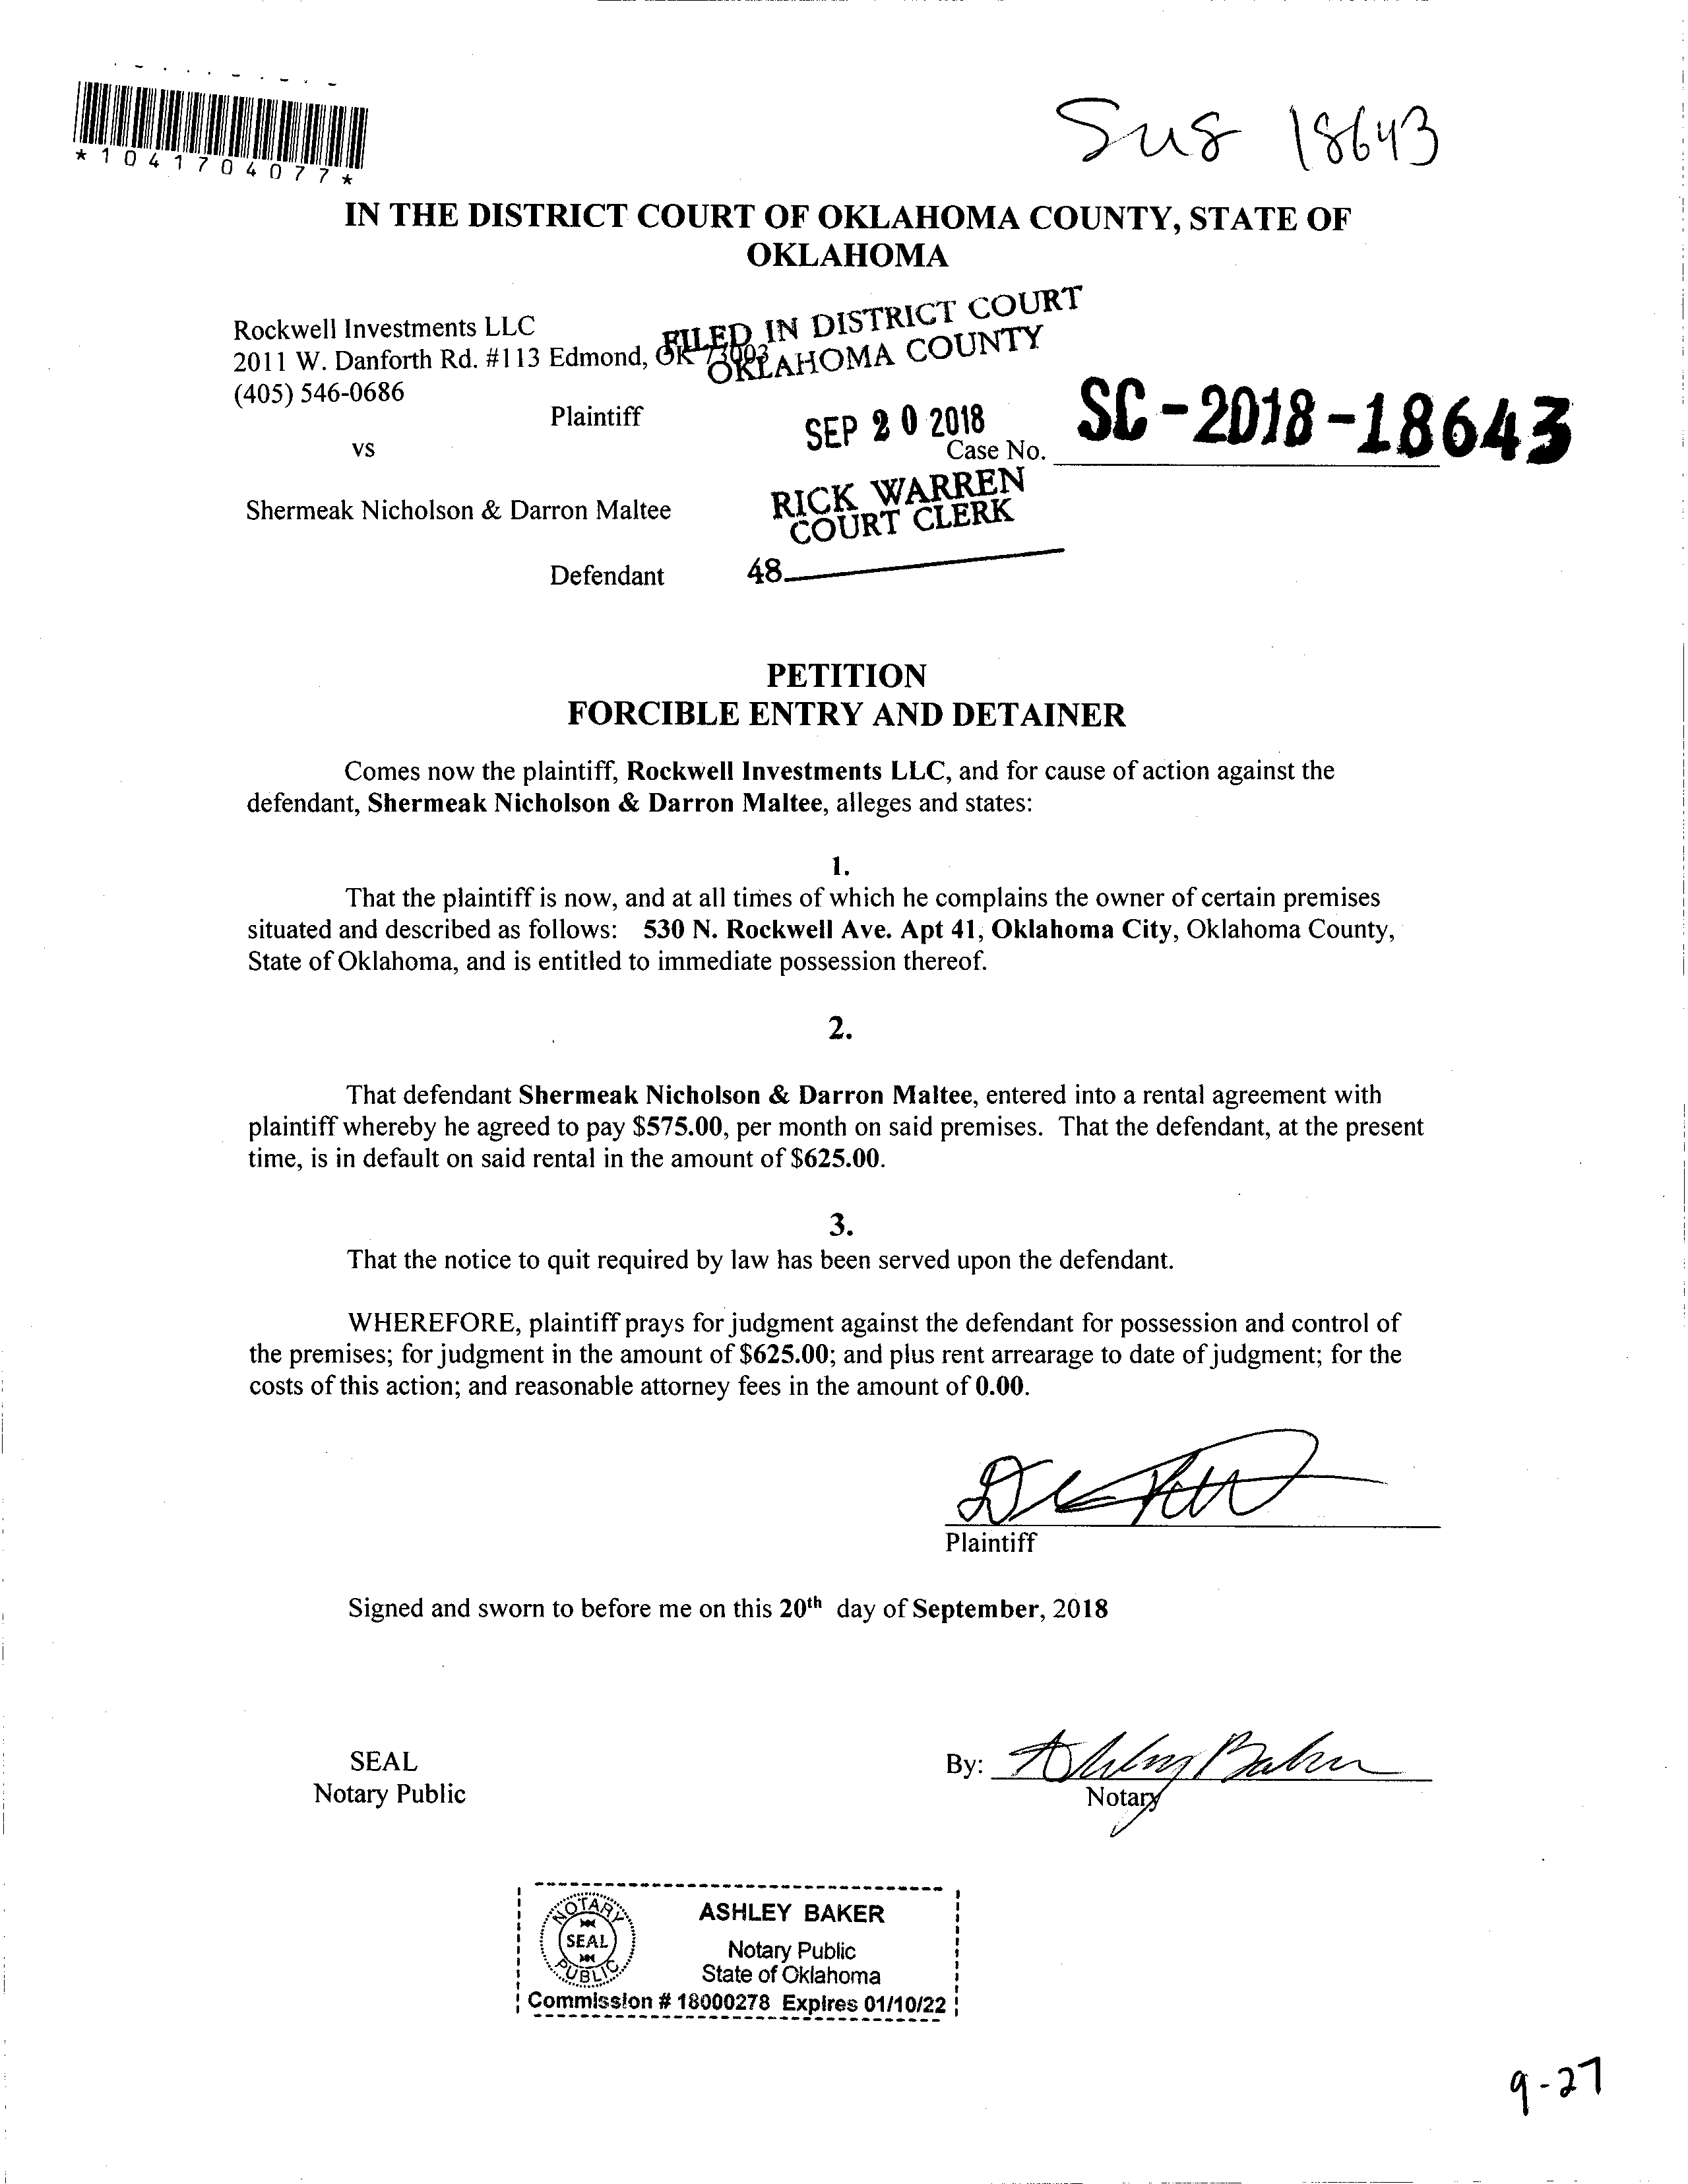 *1041704077*
Sus 18643
IN THE DISTRICT COURT OF OKLAHOMA COUNTY, STATE OF
OKLAHOMA
Rockwell Investments LLC
2011 W. Danforth Rd. #113 Edmond, OK 73003
(405) 546-0686
Plaintiff
vs
Shermeak Nicholson & Darron Maltee
Defendant
FILED IN DISTRICT COURT
OKLAHOMA COUNTY
SEP 20 2018
Case No. SC-2018-18643
RICK WARREN
COURT CLERK
48
PETITION
FORCIBLE ENTRY AND DETAINER
Comes now the plaintiff, Rockwell Investments LLC, and for cause of action against the
defendant, Shermeak Nicholson & Darron Maltee, alleges and states:
1.
That the plaintiff is now, and at all times of which he complains the owner of certain premises
situated and described as follows: 530 N. Rockwell Ave. Apt 41, Oklahoma City, Oklahoma County,
State of Oklahoma, and is entitled to immediate possession thereof.
2.
That defendant Shermeak Nicholson & Darron Maltee, entered into a rental agreement with
plaintiff whereby he agreed to pay $575.00, per month on said premises. That the defendant, at the present
time, is in default on said rental in the amount of $625.00.
3.
That the notice to quit required by law has been served upon the defendant.
WHEREFORE, plaintiff prays for judgment against the defendant for possession and control of
the premises; for judgment in the amount of $625.00; and plus rent arrearage to date of judgment; for the
costs of this action; and reasonable attorney fees in the amount of 0.00.
Plaintiff
Signed and sworn to before me on this 20th day of September, 2018
SEAL
Notary Public
By: Ashley Baker
Notary
NOTARY
SEAL
PUBLIC
ASHLEY BAKER
Notary Public
State of Oklahoma
Commission # 18000278 Expires 01/10/22
9-27